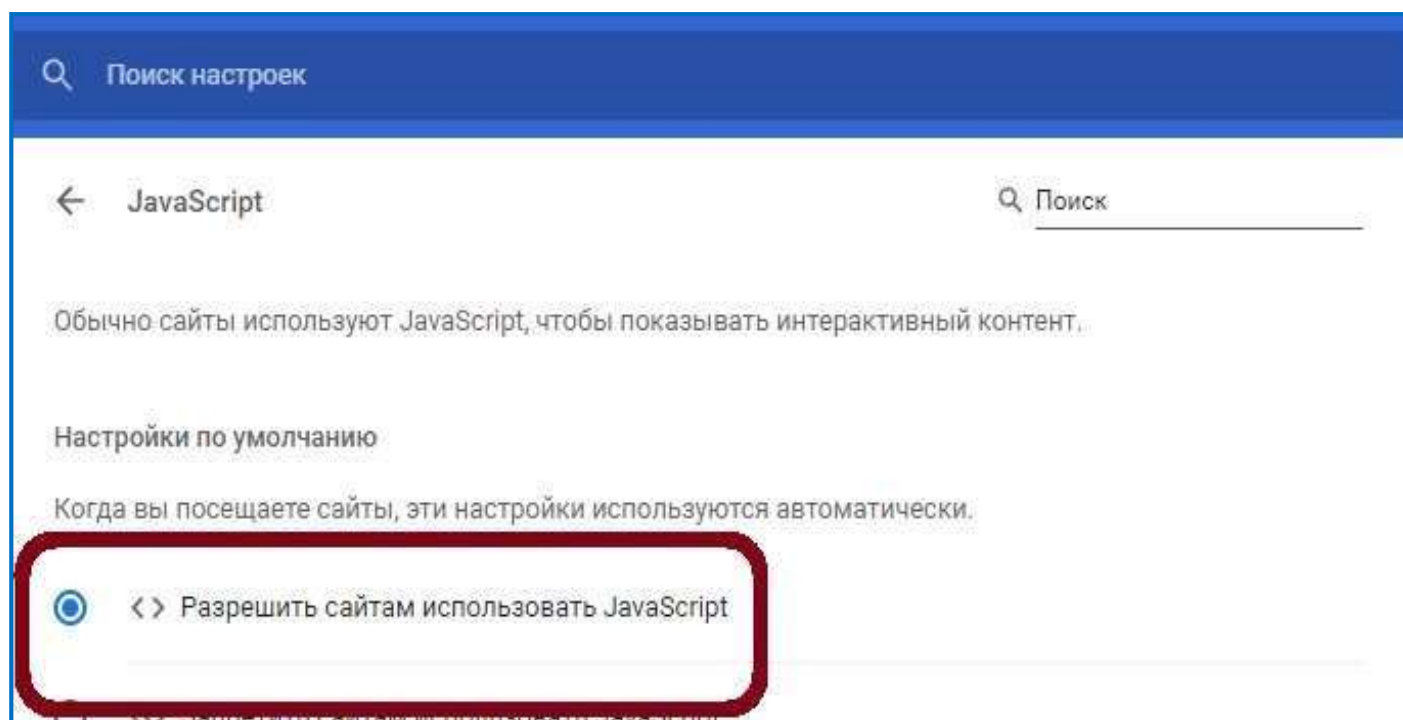 Поиск настроек
JavaScript
Поиск
Обычно сайты используют JavaScript, чтобы показывать интерактивный контент.
Настройки по умолчанию
Когда вы посещаете сайты, эти настройки используются автоматически.
<> Разрешить сайтам использовать JavaScript